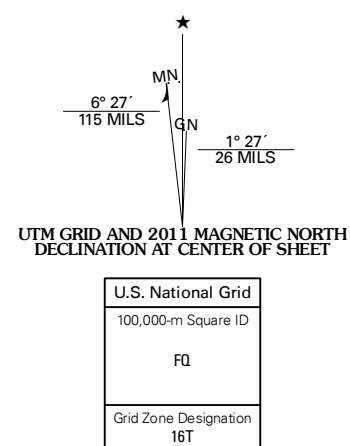 ★
M.N.
6° 27´
115 MILS
GN
1° 27´
26 MILS
UTM GRID AND 2011 MAGNETIC NORTH
DECLINATION AT CENTER OF SHEET
U.S. National Grid
100,000-m Square ID
FQ
Grid Zone Designation
16T